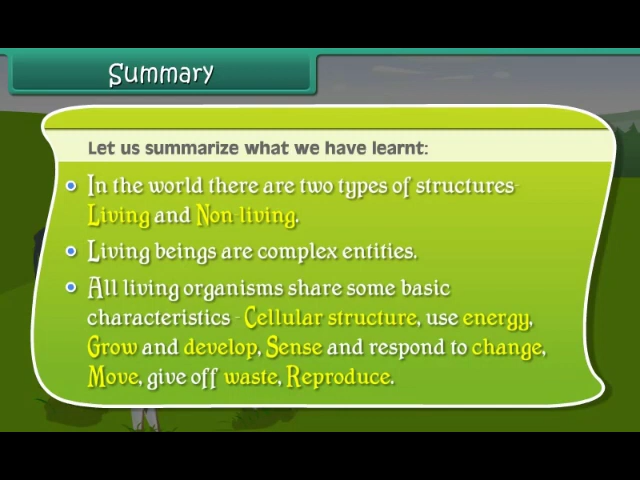 Summary
Let us summarize what we have learnt:
In the world there are two types of structures-
Living and Non-living.
Living beings are complex entities.
All living organisms share some basic
characteristics - Cellular structure, use energy,
Grow and develop, Sense and respond to change,
Move, give off waste, Reproduce.